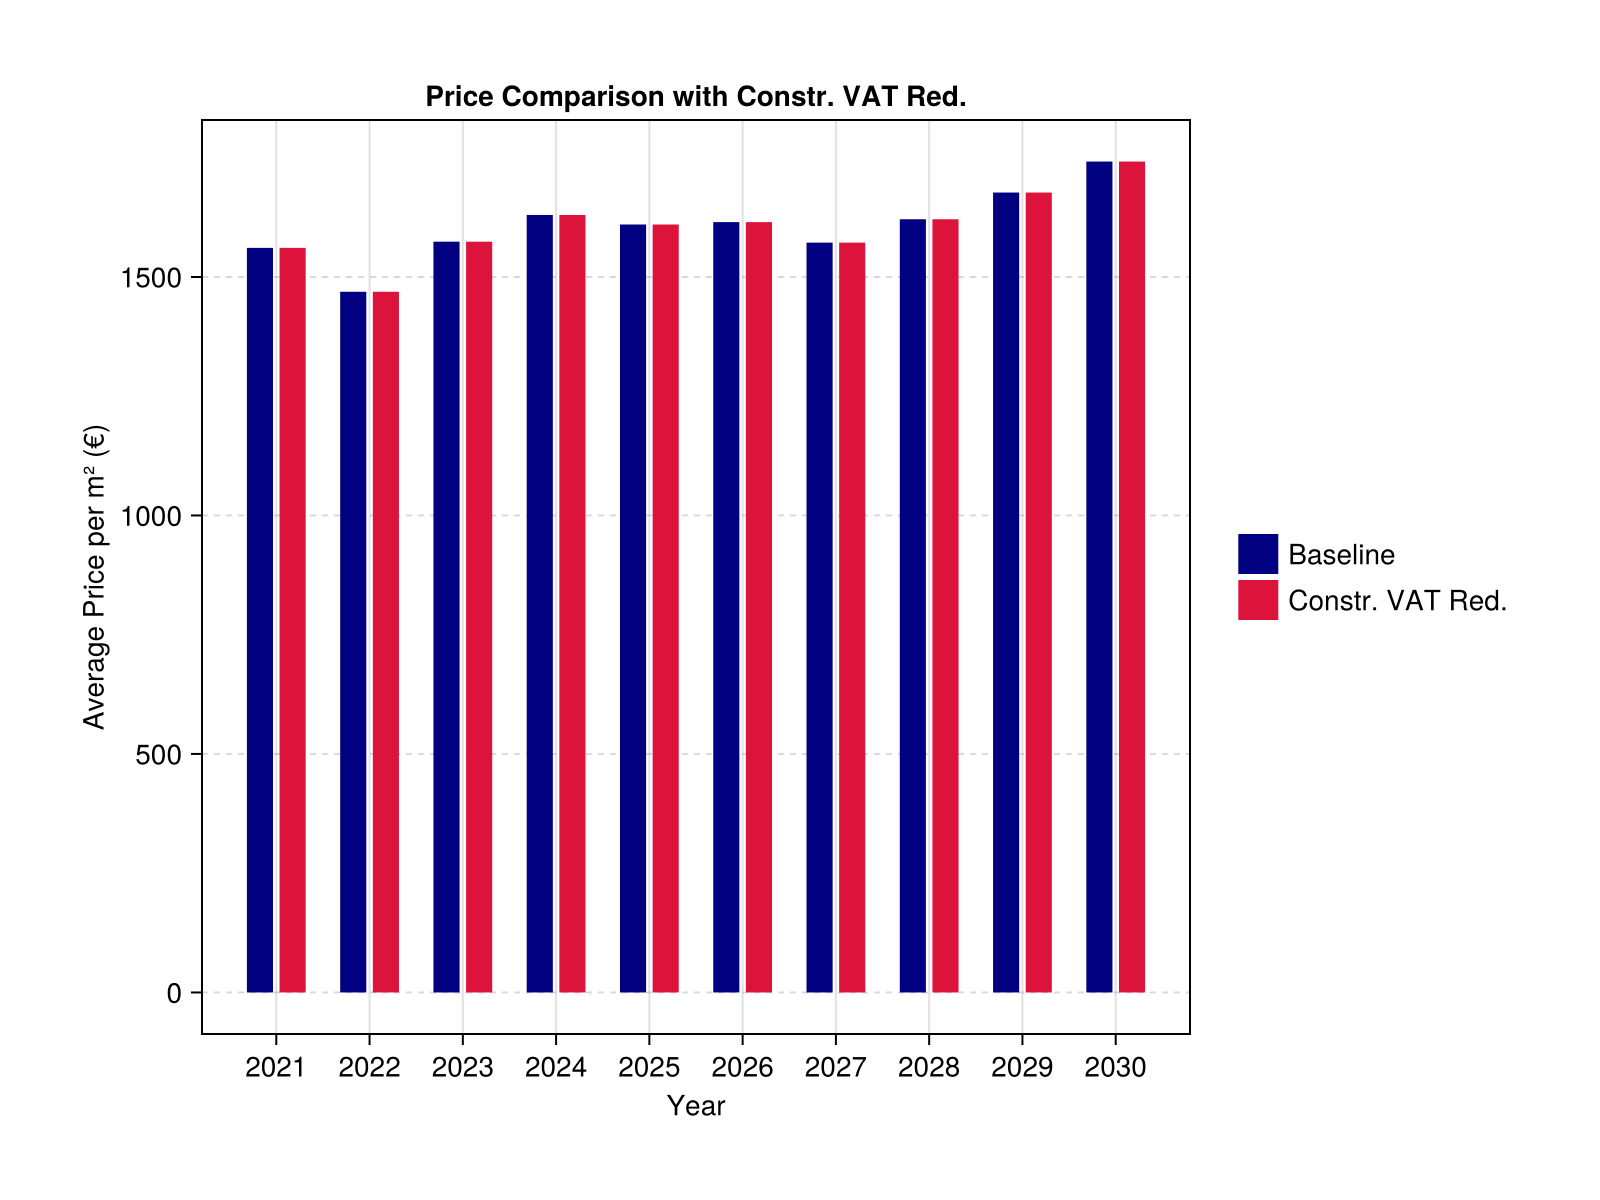 Price Comparison with Constr. VAT Red.
Average Price per m² (€)
1500
1000
500
0
2021 2022 2023 2024 2025 2026 2027 2028 2029 2030
Year
Baseline
Constr. VAT Red.